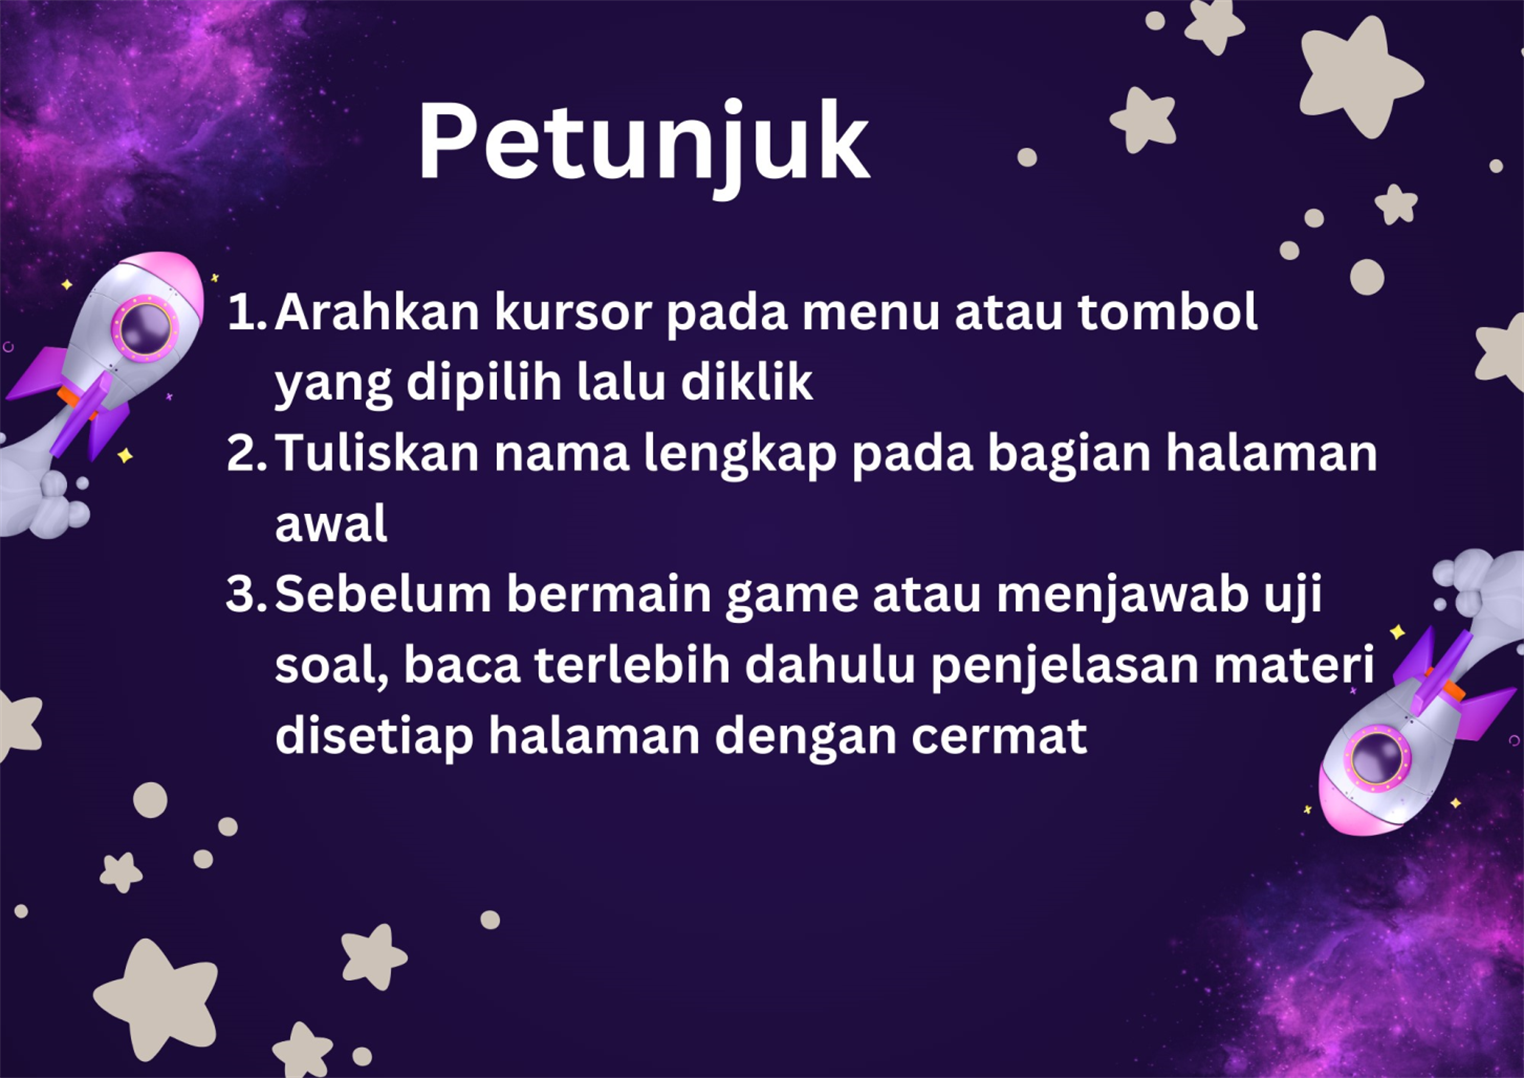 Petunjuk
1. Arahkan kursor pada menu atau tombol
yang dipilih lalu diklik
2. Tuliskan nama lengkap pada bagian halaman
awal
3. Sebelum bermain game atau menjawab uji
soal, baca terlebih dahulu penjelasan materi
disetiap halaman dengan cermat